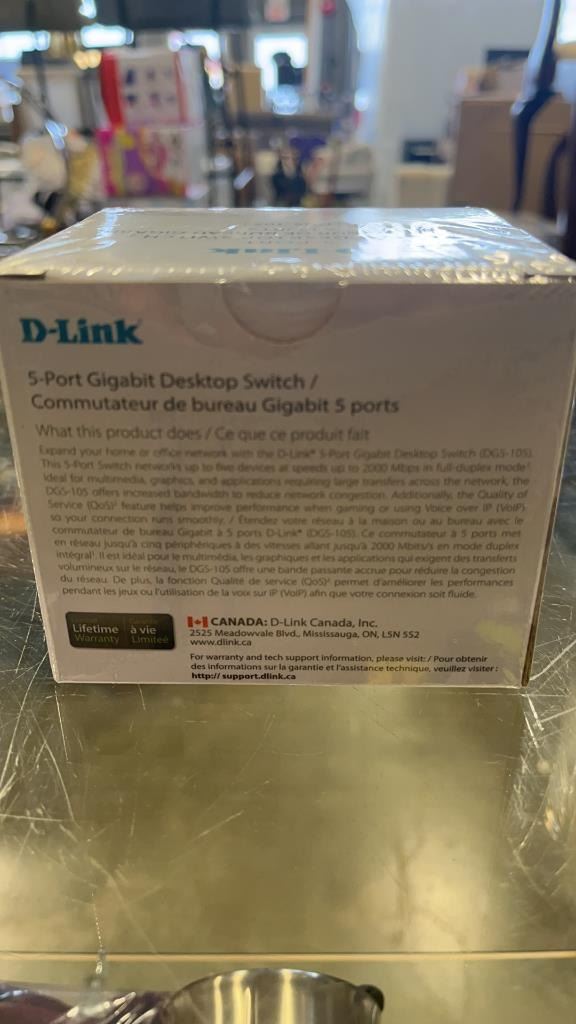 D-Link
D-Link
5-Port Gigabit Desktop Switch /
Commutateur de bureau Gigabit 5 ports
What this product does / Ce que ce produit fait
Expand your home or office network with the D-Link® 5-Port Gigabit Desktop Switch (DGS-105).
This 5-Port Switch networks up to five devices at speeds up to 2000 Mbps in full-duplex mode¹.
Ideal for multimedia, graphics, and applications requiring large transfers across the network, the
DGS-105 offers increased bandwidth to reduce network congestion. Additionally, the Quality of
Service (QoS)² feature helps improve performance when gaming or using Voice over IP (VoIP)
so your connection runs smoothly. / Étendez votre réseau à la maison ou au bureau avec le
commutateur de bureau Gigabit à 5 ports D-Link® (DGS-105). Ce commutateur à 5 ports met
en réseau jusqu'à cinq périphériques à des vitesses allant jusqu'à 2000 Mbits/s en mode duplex
intégral¹. Il est idéal pour le multimédia, les graphiques et les applications qui exigent des transferts
volumineux sur le réseau, le DGS-105 offre une bande passante accrue pour réduire la congestion
du réseau. De plus, la fonction Qualité de service (QoS)² permet d'améliorer les performances
pendant les jeux ou l'utilisation de la voix sur IP (VoIP) afin que votre connexion soit fluide.
Lifetime
Warranty
Garantie
à vie
Limitée
CANADA: D-Link Canada, Inc.
2525 Meadowvale Blvd., Mississauga, ON, L5N 5S2
www.dlink.ca
For warranty and tech support information, please visit: / Pour obtenir
des informations sur la garantie et l'assistance technique, veuillez visiter :
http:// support.dlink.ca